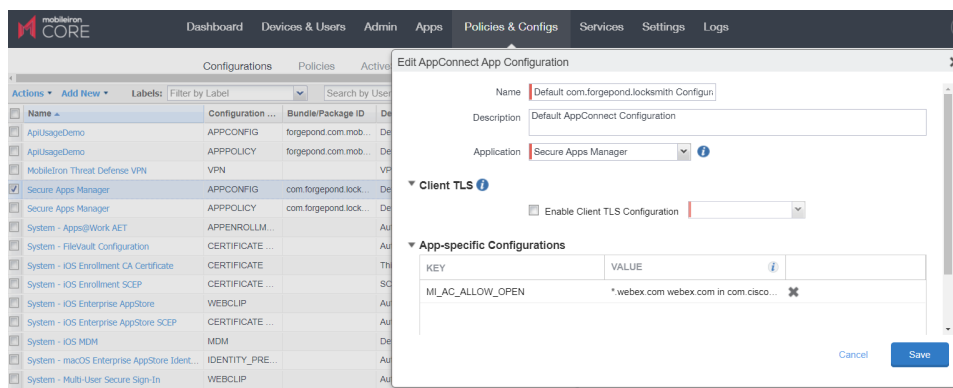 mobileiron
CORE
Dashboard Devices & Users Admin Apps Policies & Configs Services Settings Logs
Configurations Policies
Edit AppConnect App Configuration
Actions Add New Labels: Filter by Label Search by User
Name Configuration ... Bundle/Package ID De
ApiUsageDemo APPCONFIG forgepond.com.mob... De
ApiUsageDemo APPPOLICY forgepond.com.mob... De
MobileIron Threat Defense VPN VPN VP
Secure Apps Manager APPCONFIG com.forgepond.lock... De
Secure Apps Manager APPPOLICY com.forgepond.lock... De
System - Apps@Work AET APPENROLLM... Au
System - FileVault Configuration CERTIFICATE ... Au
System - iOS Enrollment CA Certificate CERTIFICATE Th
System - iOS Enrollment SCEP CERTIFICATE ... SC
System - iOS Enterprise AppStore WEBCLIP Au
System - iOS Enterprise AppStore SCEP CERTIFICATE ... Au
System - iOS MDM MDM De
System - macOS Enterprise AppStore Ident... IDENTITY_PRE... Au
System - Multi-User Secure Sign-In WEBCLIP Au
Name Default com.forgepond.locksmith Configura
Description Default AppConnect Configuration
Application Secure Apps Manager
Client TLS
Enable Client TLS Configuration
App-specific Configurations
KEY VALUE
MI_AC_ALLOW_OPEN *.webex.com webex.com in com.cisco...
Cancel Save